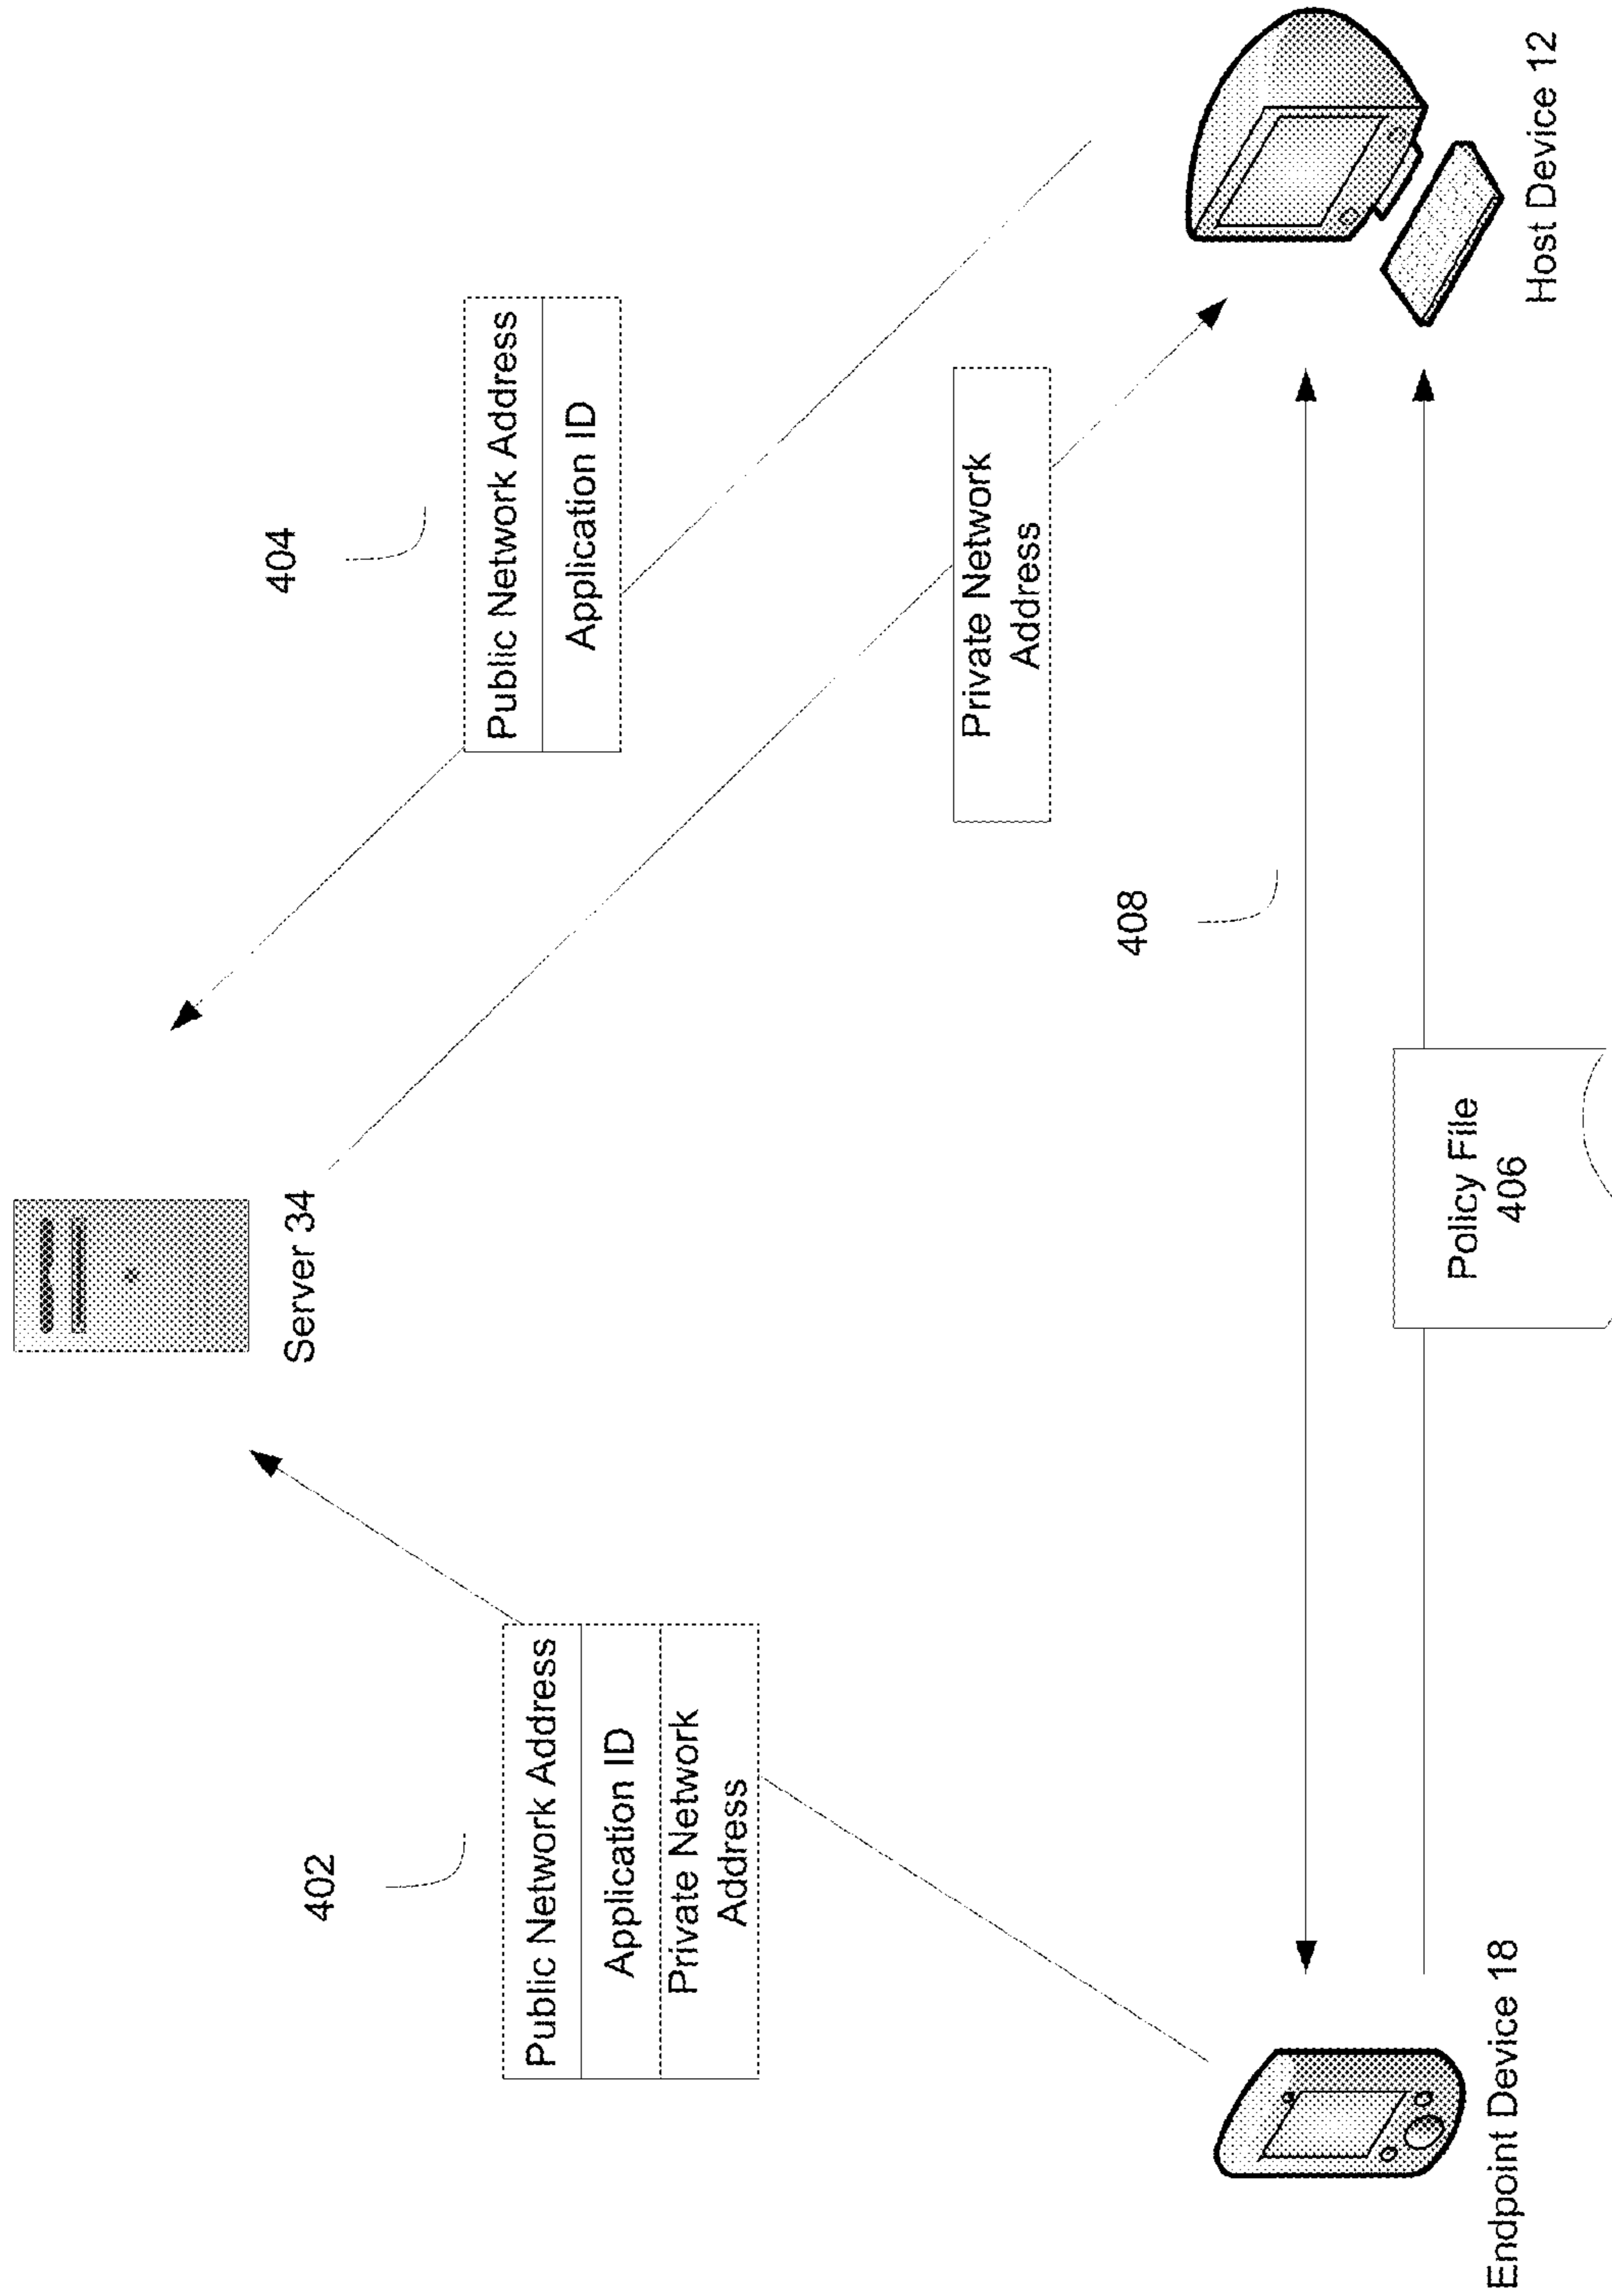 Server 34
402
Public Network Address
Application ID
Private Network
Address
404
Public Network Address
Application ID
Private Network
Address
408
Policy File
406
Endpoint Device 18
Host Device 12